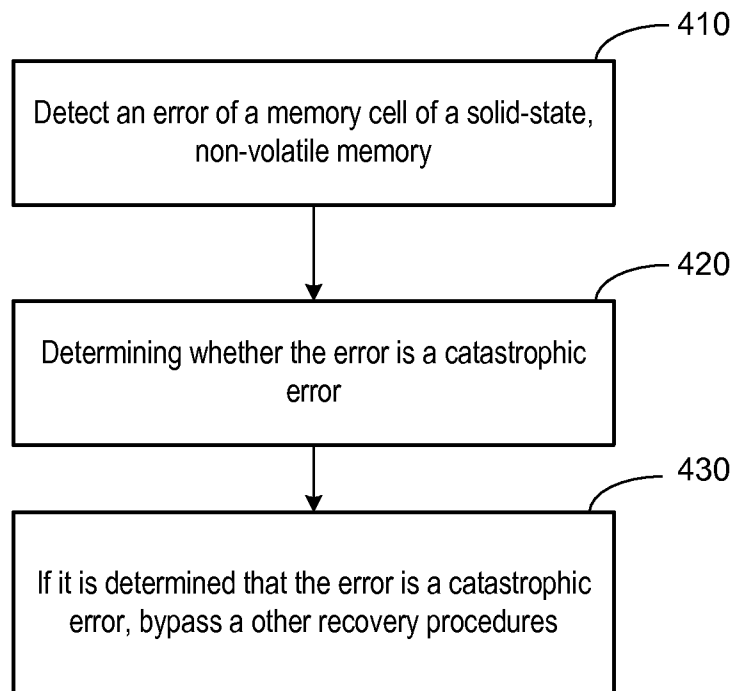 410
Detect an error of a memory cell of a solid-state,
non-volatile memory
420
Determining whether the error is a catastrophic
error
430
If it is determined that the error is a catastrophic
error, bypass a other recovery procedures